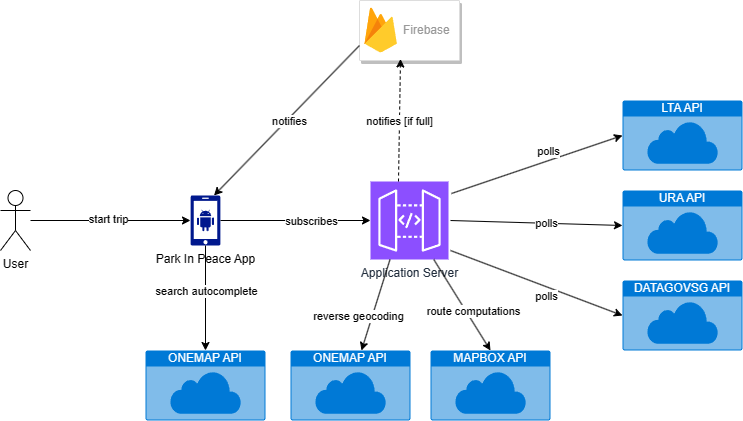 Firebase
notifies
notifies [if full]
LTA API
polls
URA API
start trip
subscribes
polls
User
Park In Peace App
Application Server
DATAGOVSG API
search autocomplete
polls
reverse geocoding
route computations
ONEMAP API
ONEMAP API
MAPBOX API